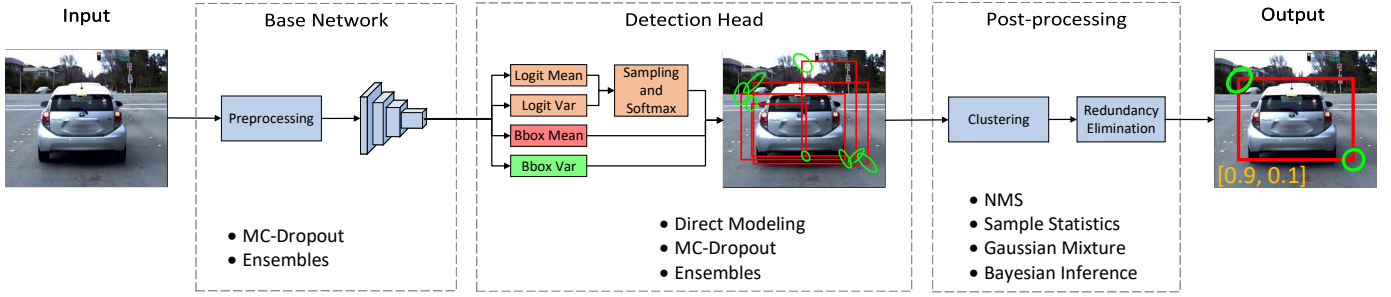 Input
Base Network
Detection Head
Post-processing
Output
Preprocessing
Logit Mean
Logit Var
Bbox Mean
Bbox Var
Sampling
and
Softmax
Clustering
Redundancy
Elimination
[0.9, 0.1]
• MC-Dropout
• Ensembles
• Direct Modeling
• MC-Dropout
• Ensembles
• NMS
• Sample Statistics
• Gaussian Mixture
• Bayesian Inference